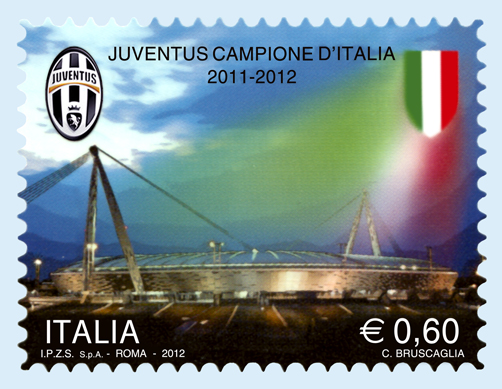 JUVENTUS CAMPIONE D'ITALIA
2011-2012
JUVENTUS
ITALIA
€ 0,60
I.P.Z.S. S.p.A. - ROMA - 2012
C. BRUSCAGLIA